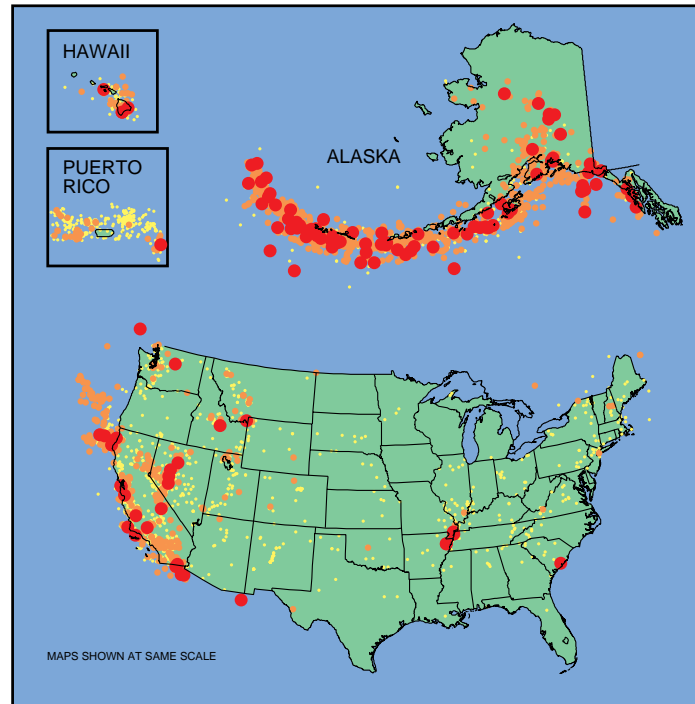 HAWAII
ALASKA
PUERTO
RICO
MAPS SHOWN AT SAME SCALE